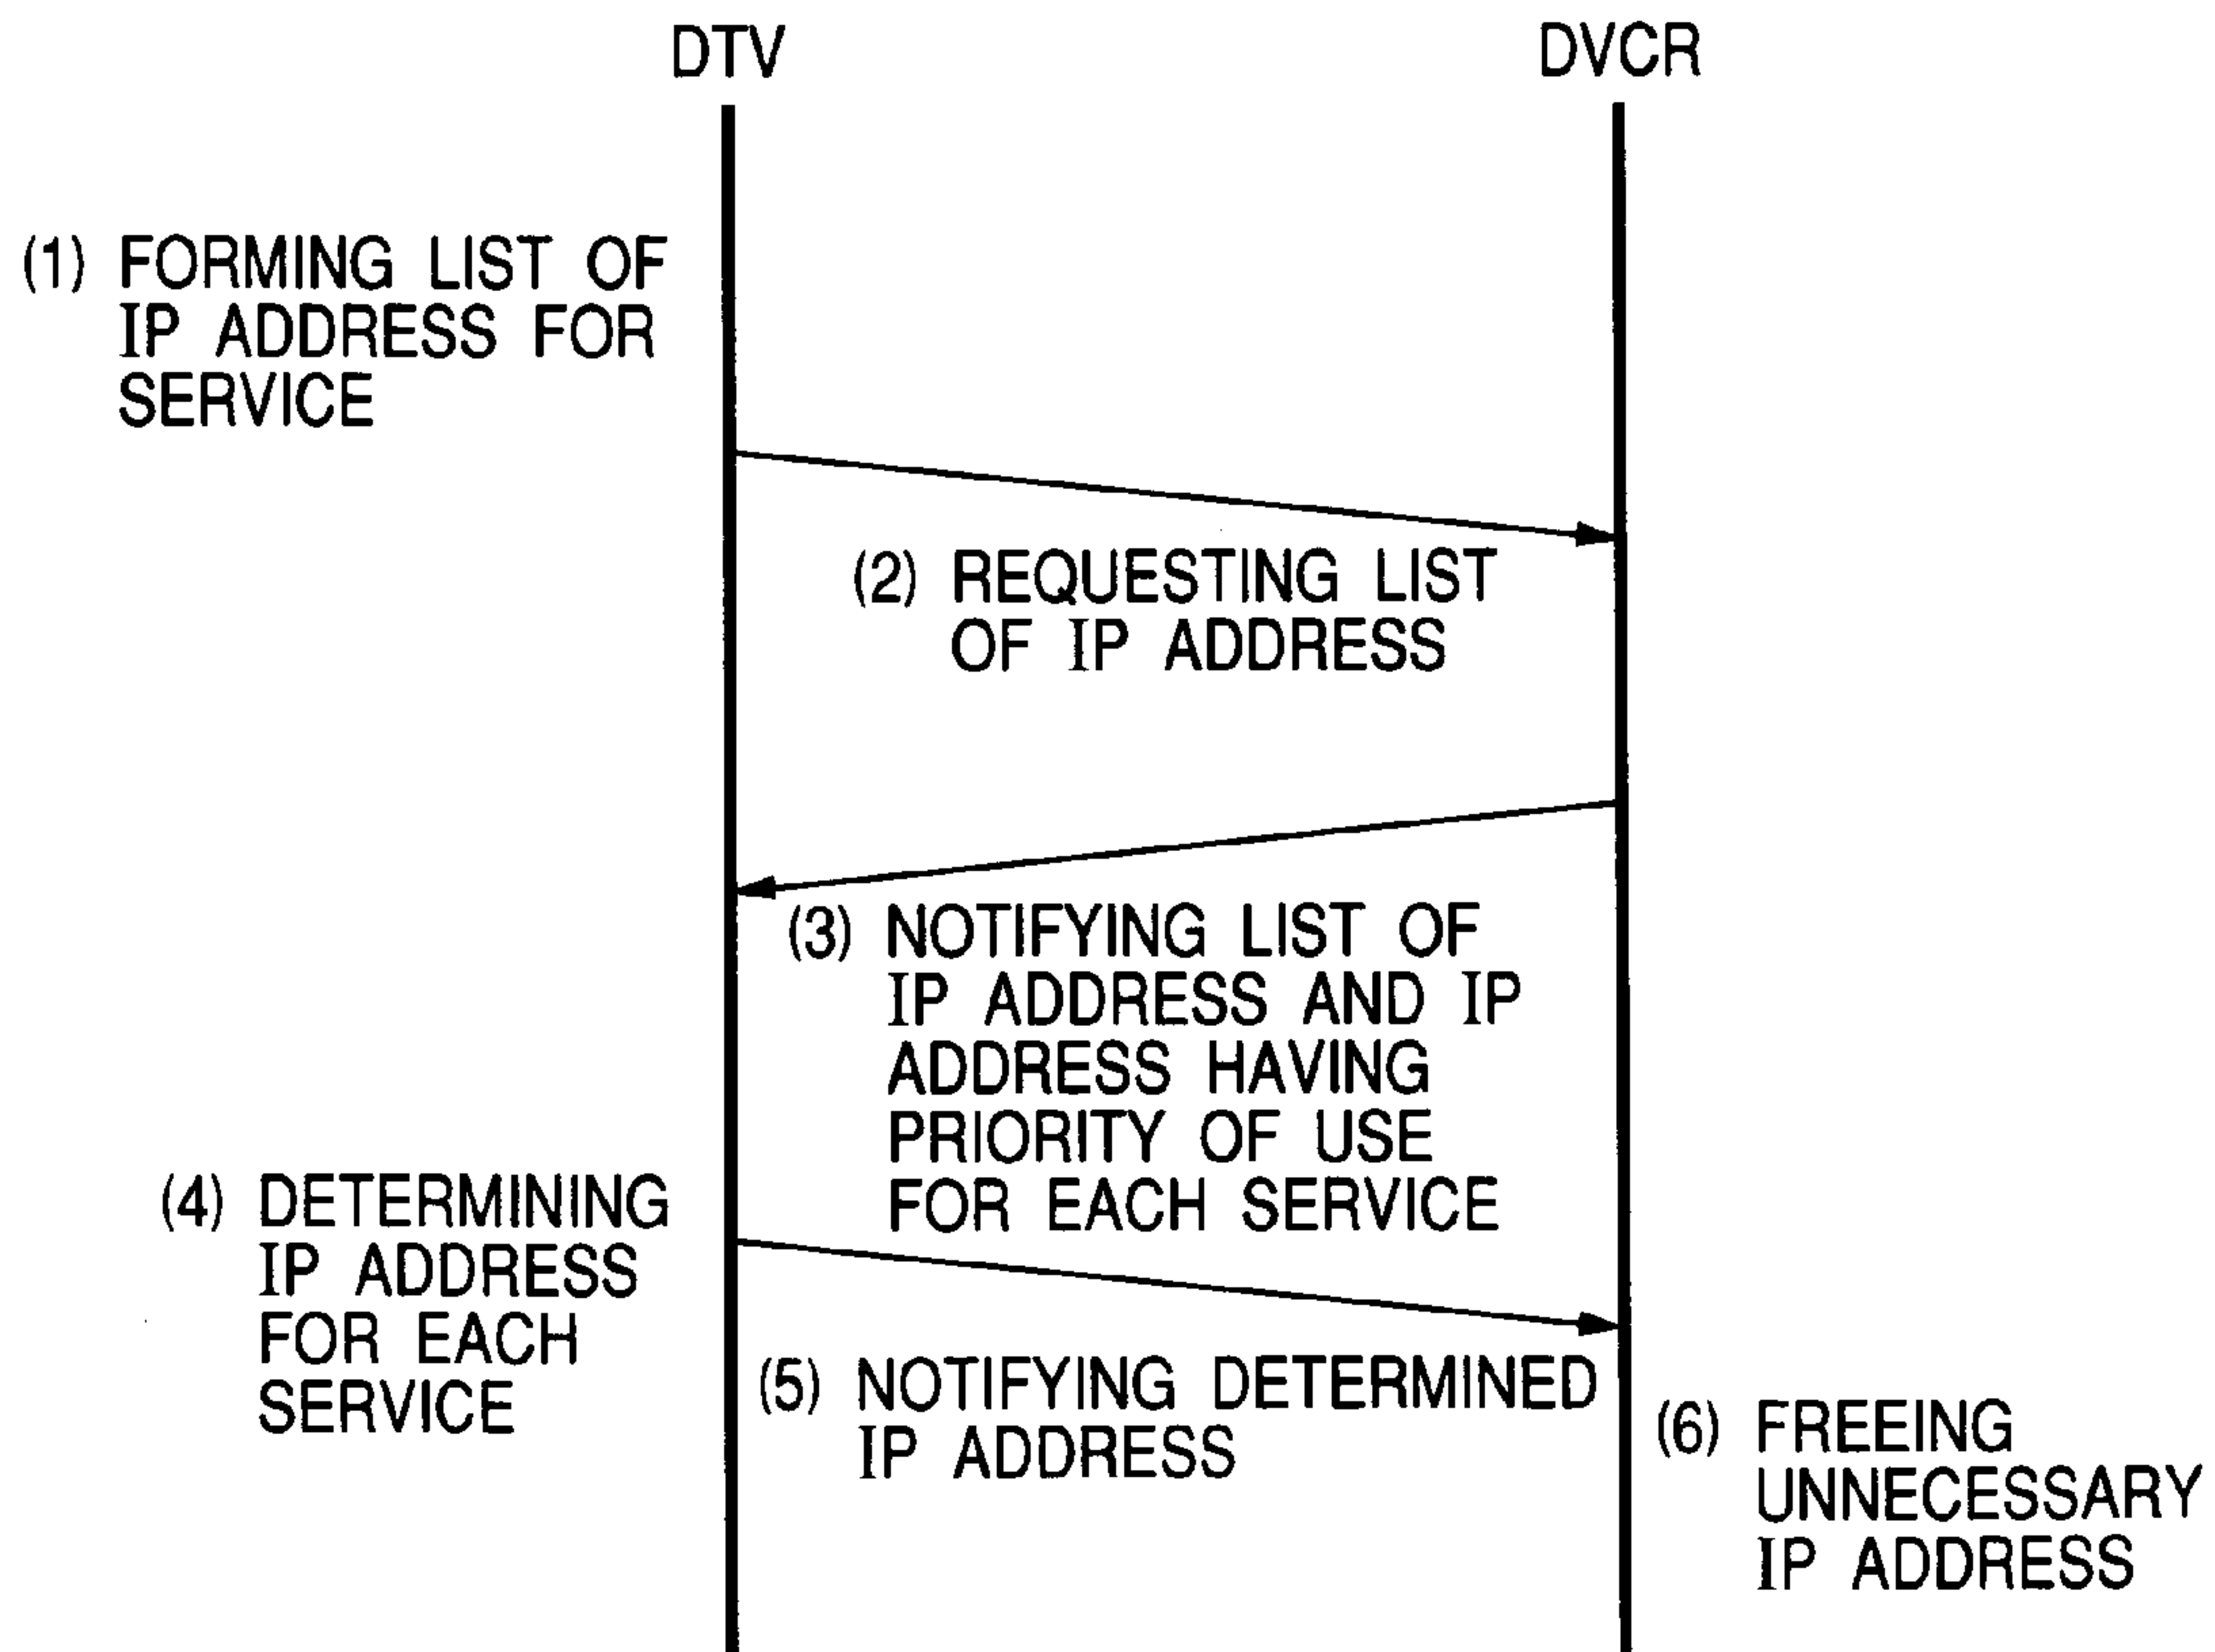 DTV
DVCR
(1) FORMING LIST OF
IP ADDRESS FOR
SERVICE
(2) REQUESTING LIST
OF IP ADDRESS
(3) NOTIFYING LIST OF
IP ADDRESS AND IP
ADDRESS HAVING
PRIORITY OF USE
FOR EACH SERVICE
(4) DETERMINING
IP ADDRESS
FOR EACH
SERVICE
(5) NOTIFYING DETERMINED
IP ADDRESS
(6) FREEING
UNNECESSARY
IP ADDRESS